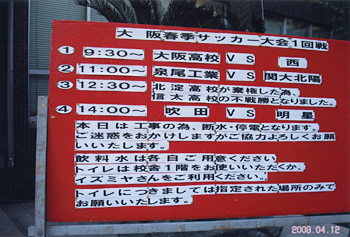 大阪春季サッカー大会1回戦
① 9:30〜 大阪高校 VS 西
② 11:00〜 泉尾工業 VS 関大北陽
③ 12:30〜 北淀高校が棄権した為、
信太高校の不戦勝となりました。
④ 14:00〜 吹田 VS 明星
本日は工事の為、断水・停電となります。
ご迷惑をおかけしますがご協力よろしくお願
いいたします。
飲料水は各自ご用意ください。
トイレは校舎1階をお使いいただくか、
イズミヤさんをご利用ください。
トイレにつきましては指定された場所のみで
お願いいたします。
2008.04.12